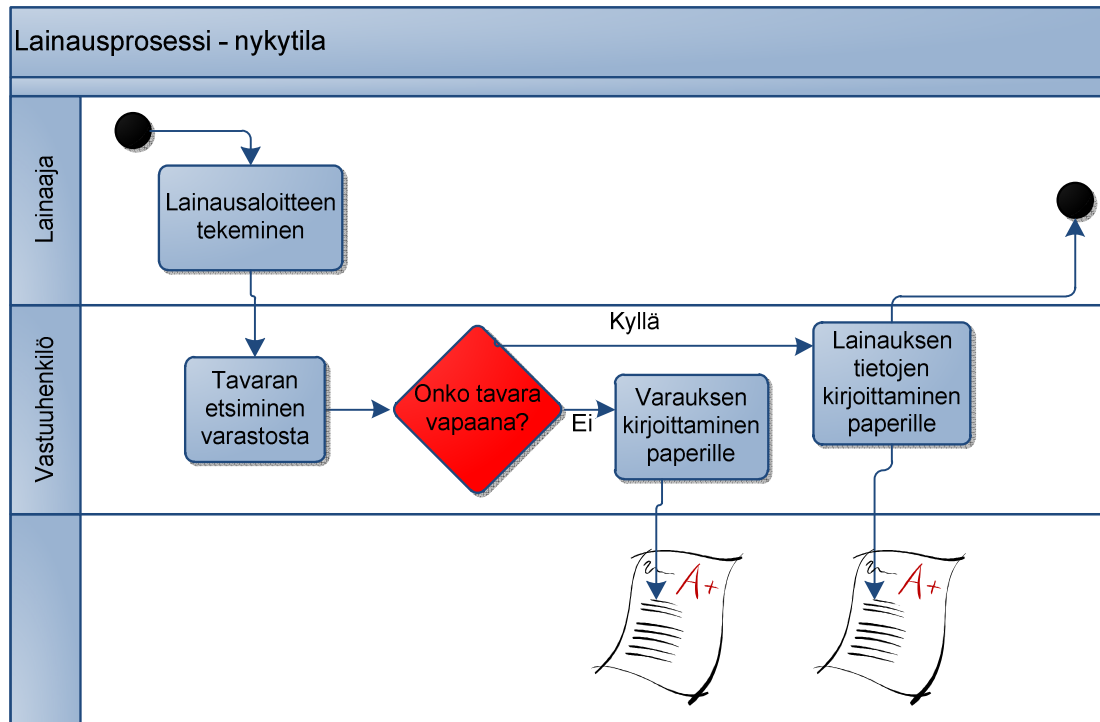 Lainausprosessi - nykytila
Lainaaja
Lainausaloitteen
tekeminen
Vastuuhenkilö
Tavaran
etsiminen
varastosta
Onko tavara
vapaana?
Kyllä
Ei
Varauksen
kirjoittaminen
paperille
Lainauksen
tietojen
kirjoittaminen
paperille
A+
A+